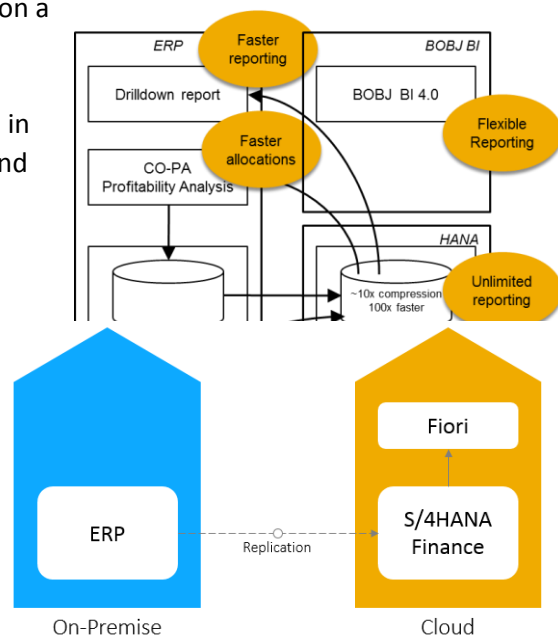 on a
in
nd
ERP
Faster
reporting
BOBJ BI
Drilldown report
BOBJ BI 4.0
Flexible
Reporting
Faster
allocations
CO-PA
Profitability Analysis
HANA
~10x compression
100x faster
Unlimited
reporting
Fiori
ERP
Replication
S/4HANA
Finance
On-Premise
Cloud